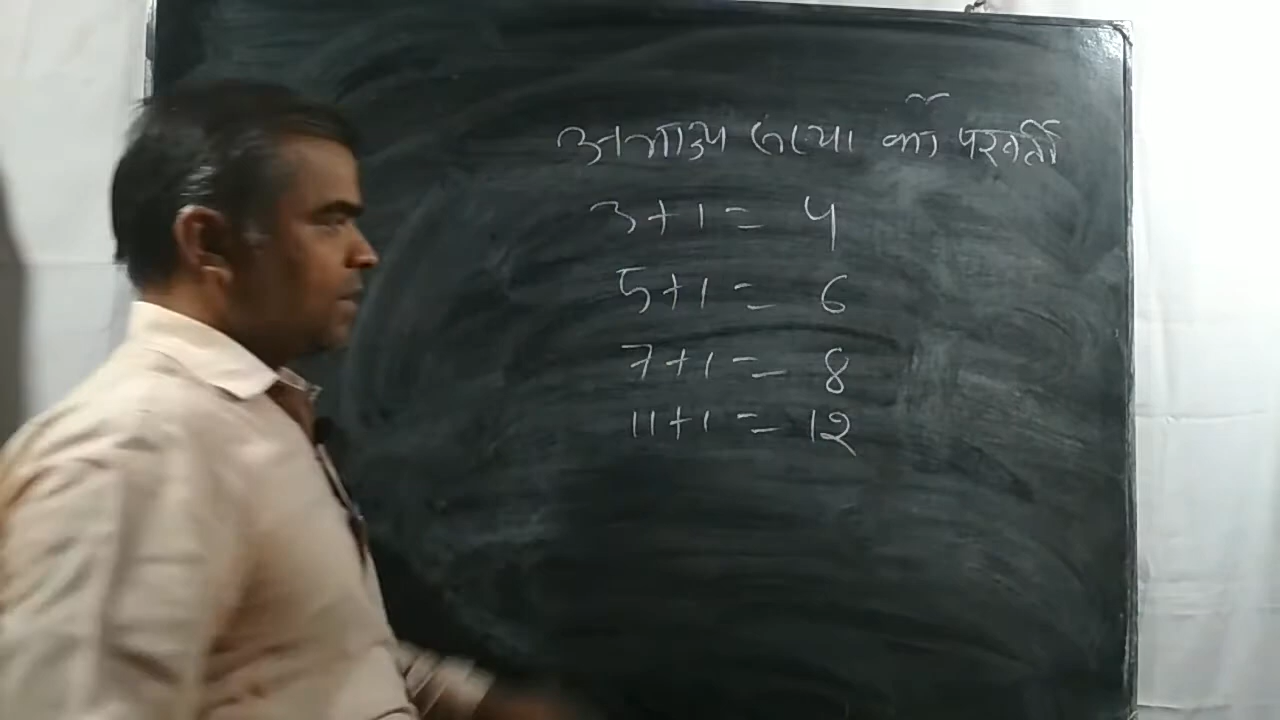 अभाज्य संख्या का परवर्ती
3+1= 4
5+1= 6
7+1= 8
11+1= 12